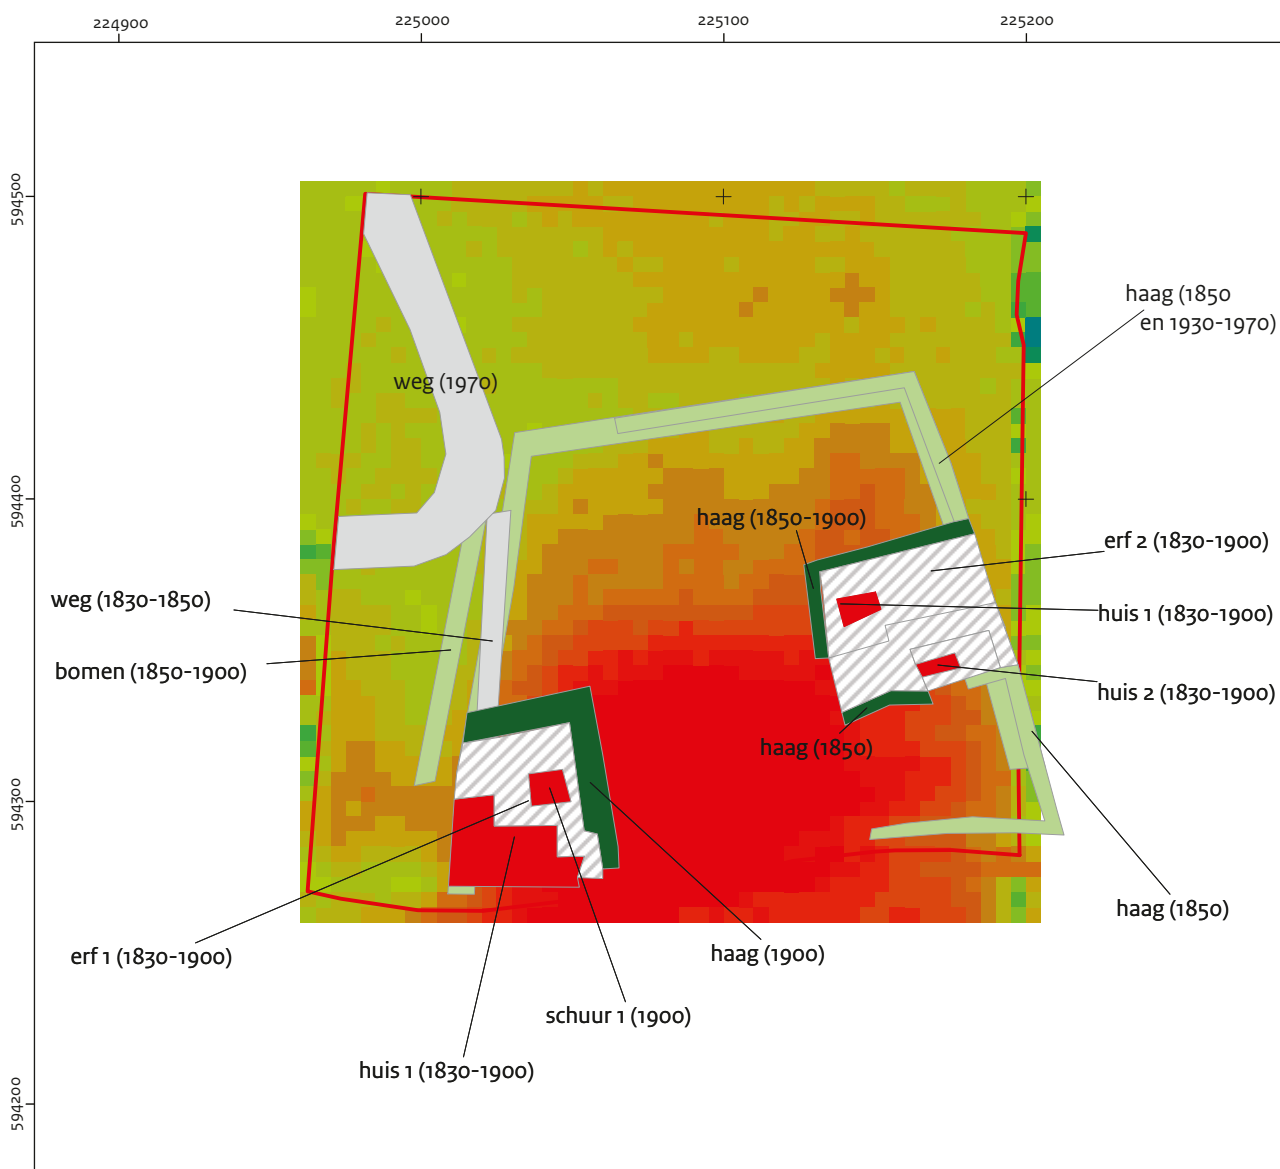 224900
225000
225100
225200
594500
haag (1850
en 1930-1970)
weg (1970)
594400
haag (1850-1900)
erf 2 (1830-1900)
weg (1830-1850)
huis 1 (1830-1900)
bomen (1850-1900)
huis 2 (1830-1900)
haag (1850)
594300
haag (1850)
erf 1 (1830-1900)
haag (1900)
schuur 1 (1900)
huis 1 (1830-1900)
594200